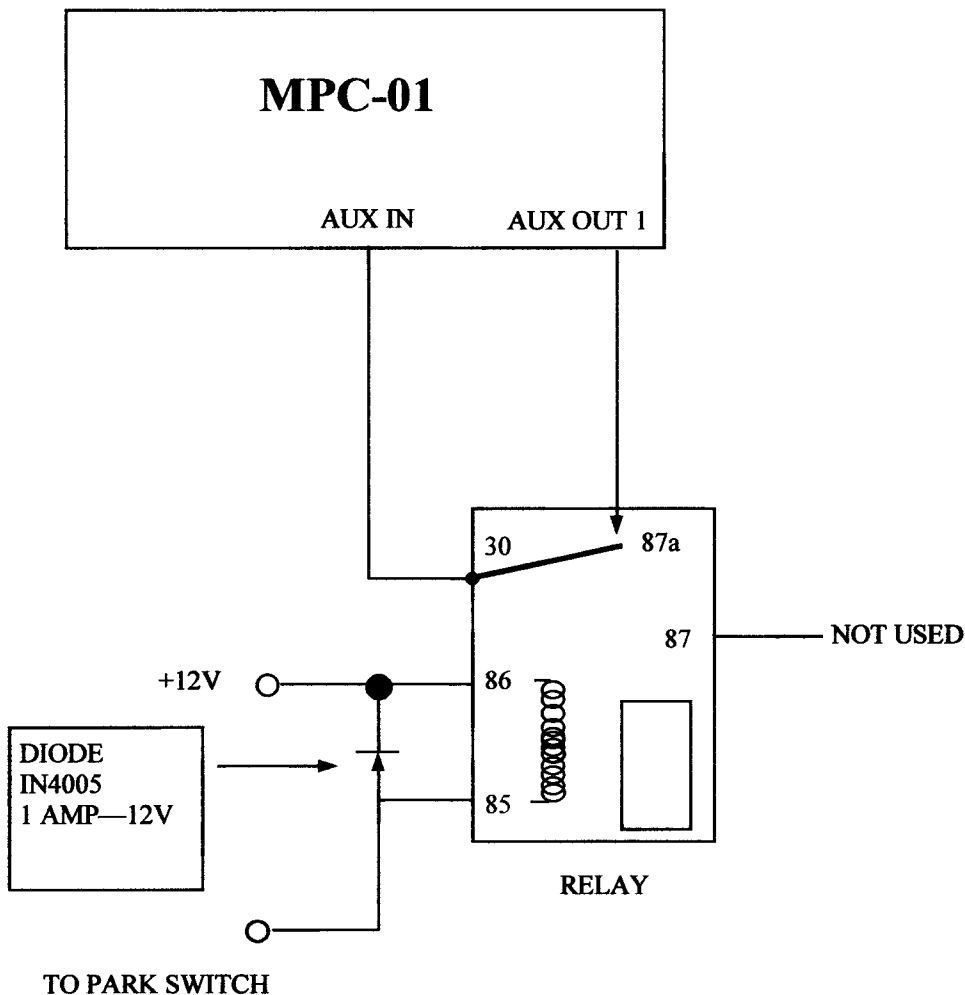 MPC-01
AUX IN
AUX OUT 1
30
87a
87
NOT USED
+12V
86
DIODE
IN4005
1 AMP—12V
85
RELAY
TO PARK SWITCH